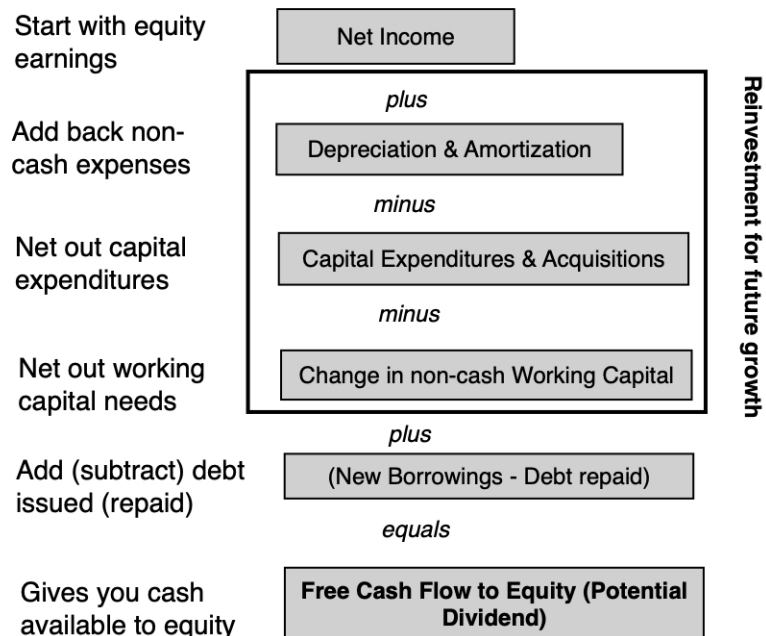 Start with equity
earnings
Net Income
plus
Add back non-
cash expenses
Depreciation & Amortization
minus
Net out capital
expenditures
Capital Expenditures & Acquisitions
minus
Net out working
capital needs
Change in non-cash Working Capital
plus
Add (subtract) debt
issued (repaid)
(New Borrowings - Debt repaid)
equals
Gives you cash
available to equity
Free Cash Flow to Equity (Potential
Dividend)
Reinvestment for future growth